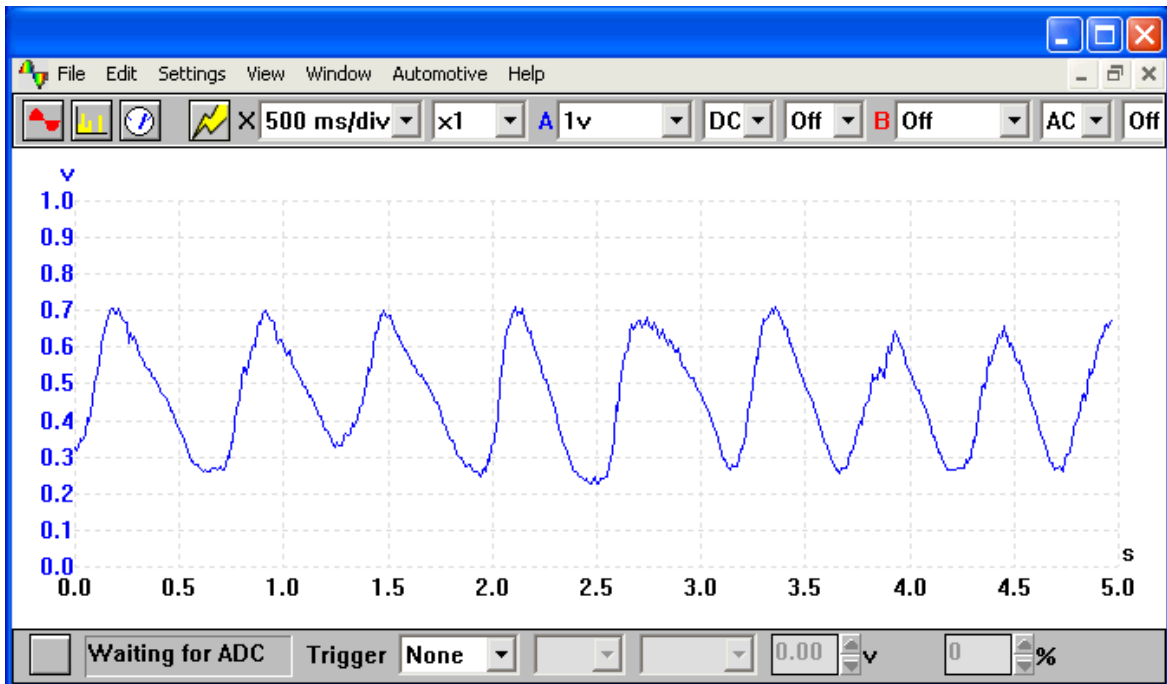 File Edit Settings View Window Automotive Help
X 500 ms/div x1 A 1v DC Off B Off AC Off
v
1.0
0.9
0.8
0.7
0.6
0.5
0.4
0.3
0.2
0.1
0.0
s
0.0 0.5 1.0 1.5 2.0 2.5 3.0 3.5 4.0 4.5 5.0
Waiting for ADC Trigger None 0.00 v 0 %